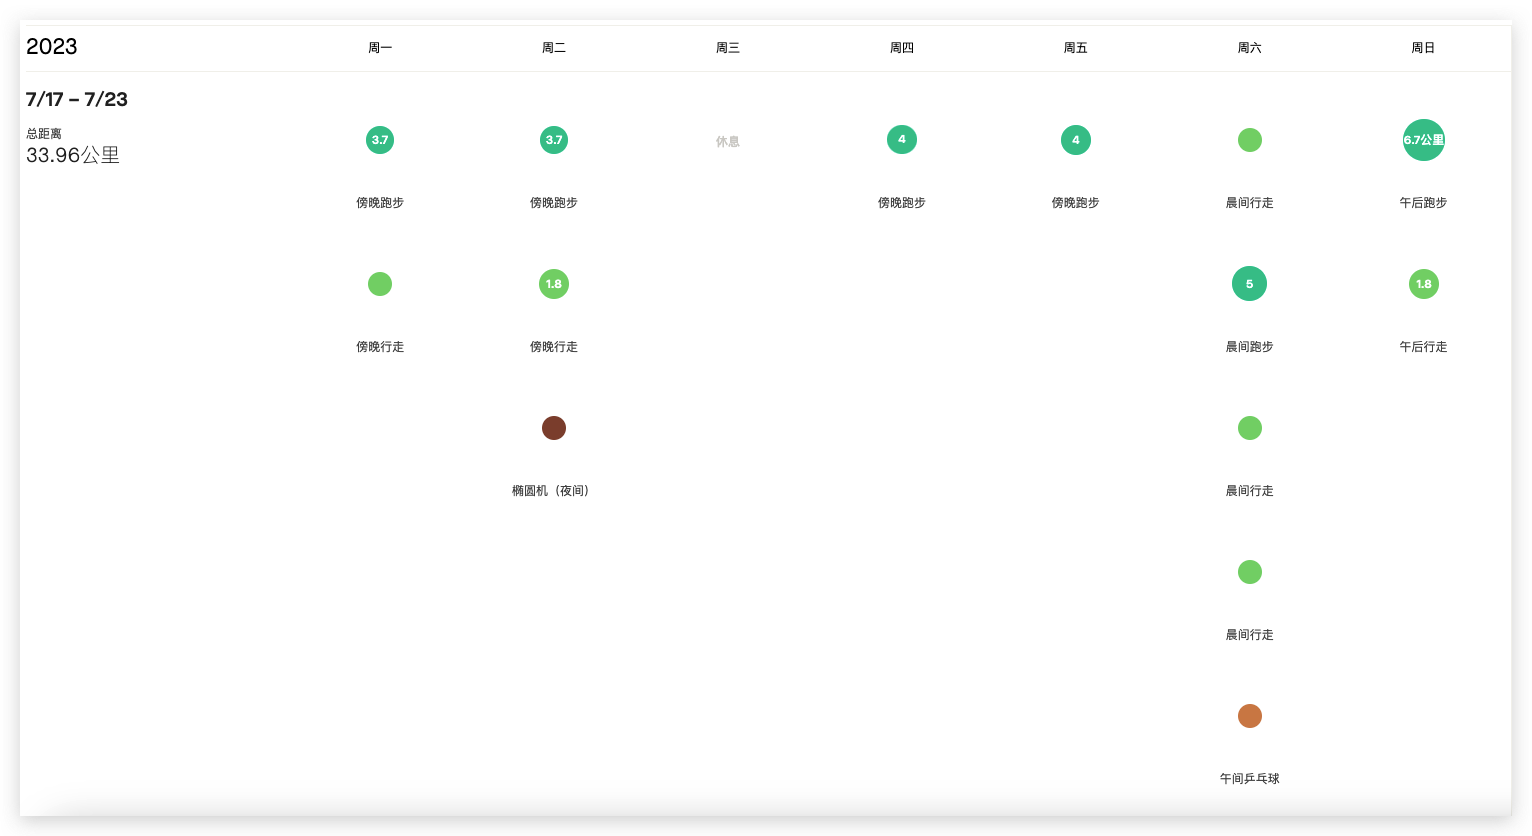 2023 周一 周二 周三 周四 周五 周六 周日
7/17 – 7/23
总距离
33.96公里
3.7 3.7 休息 4 4 6.7公里
傍晚跑步 傍晚跑步 傍晚跑步 傍晚跑步 晨间行走 午后跑步
1.8 5 1.8
傍晚行走 傍晚行走 晨间跑步 午后行走
椭圆机（夜间） 晨间行走
晨间行走
午间乒乓球